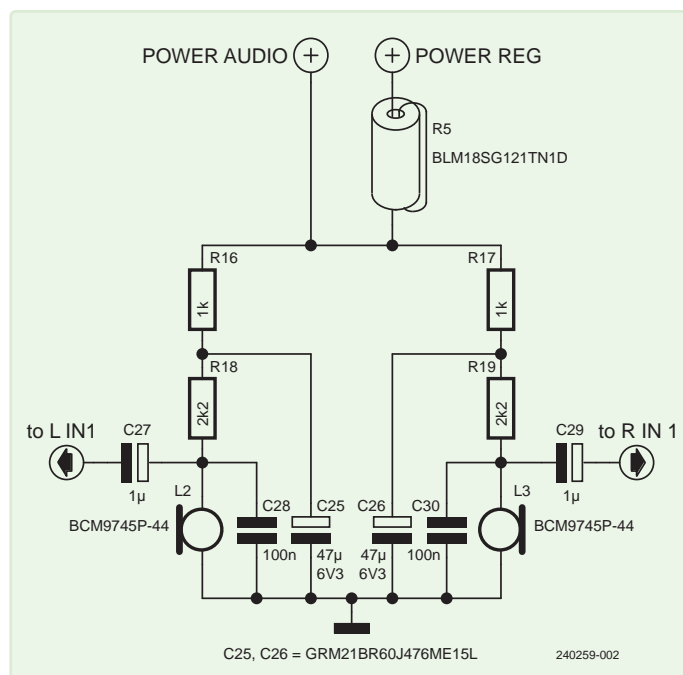 POWER AUDIO
POWER REG
R5
BLM18SG121TN1D
R16
R17
1k
1k
R18
R19
2k2
2k2
to L IN1
C27
C29
to R IN 1
1µ
L2
C28
C25
C26
C30
L3
1µ
BCM9745P-44
BCM9745P-44
100n
47µ
47µ
100n
6V3
6V3
C25, C26 = GRM21BR60J476ME15L
240259-002